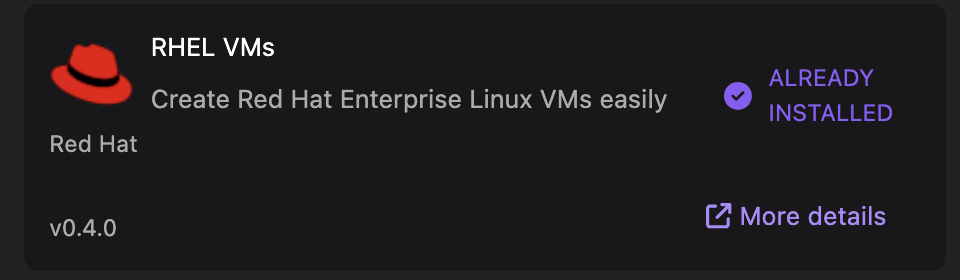 RHEL VMs
Create Red Hat Enterprise Linux VMs easily
ALREADY
INSTALLED
Red Hat
v0.4.0
More details